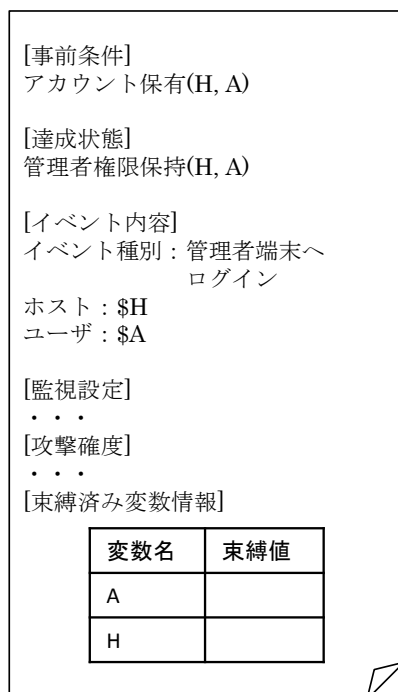 [事前条件]
アカウント保有(H, A)
[達成状態]
管理者権限保持(H, A)
[イベント内容]
イベント種別：管理者端末へ
ログイン
ホスト：$H
ユーザ：$A
[監視設定]
・・・
[攻撃確度]
・・・
[束縛済み変数情報]
変数名 束縛値
A
H